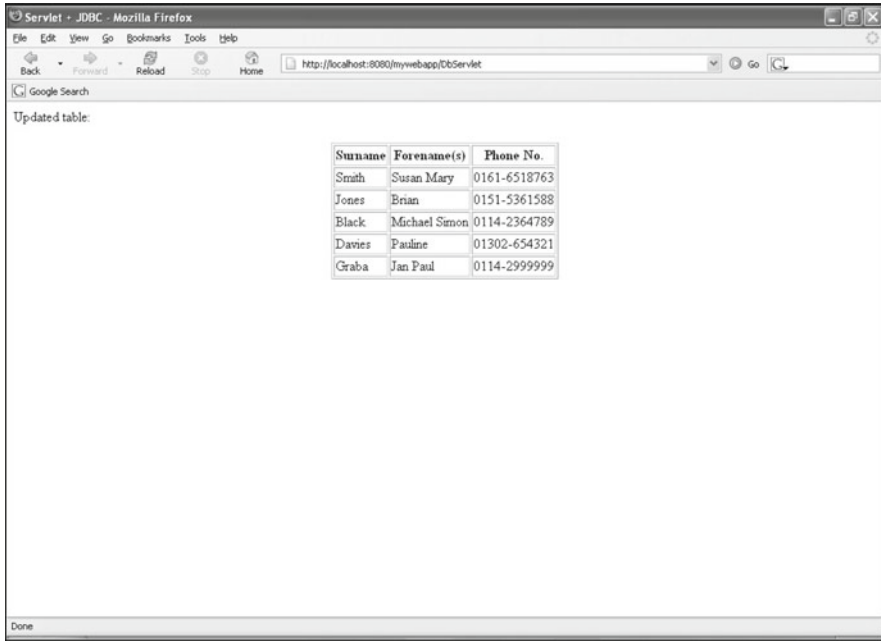 Servlet + JDBC - Mozilla Firefox
File Edit View Go Bookmarks Tools Help
Back Forward Reload Stop Home http://localhost:8080/mywebapp/DbServlet Go G
G Google Search
Updated table:
Surname Forename(s) Phone No.
Smith Susan Mary 0161-6518763
Jones Brian 0151-5361588
Black Michael Simon 0114-2364789
Davies Pauline 01302-654321
Graba Jan Paul 0114-2999999
Done